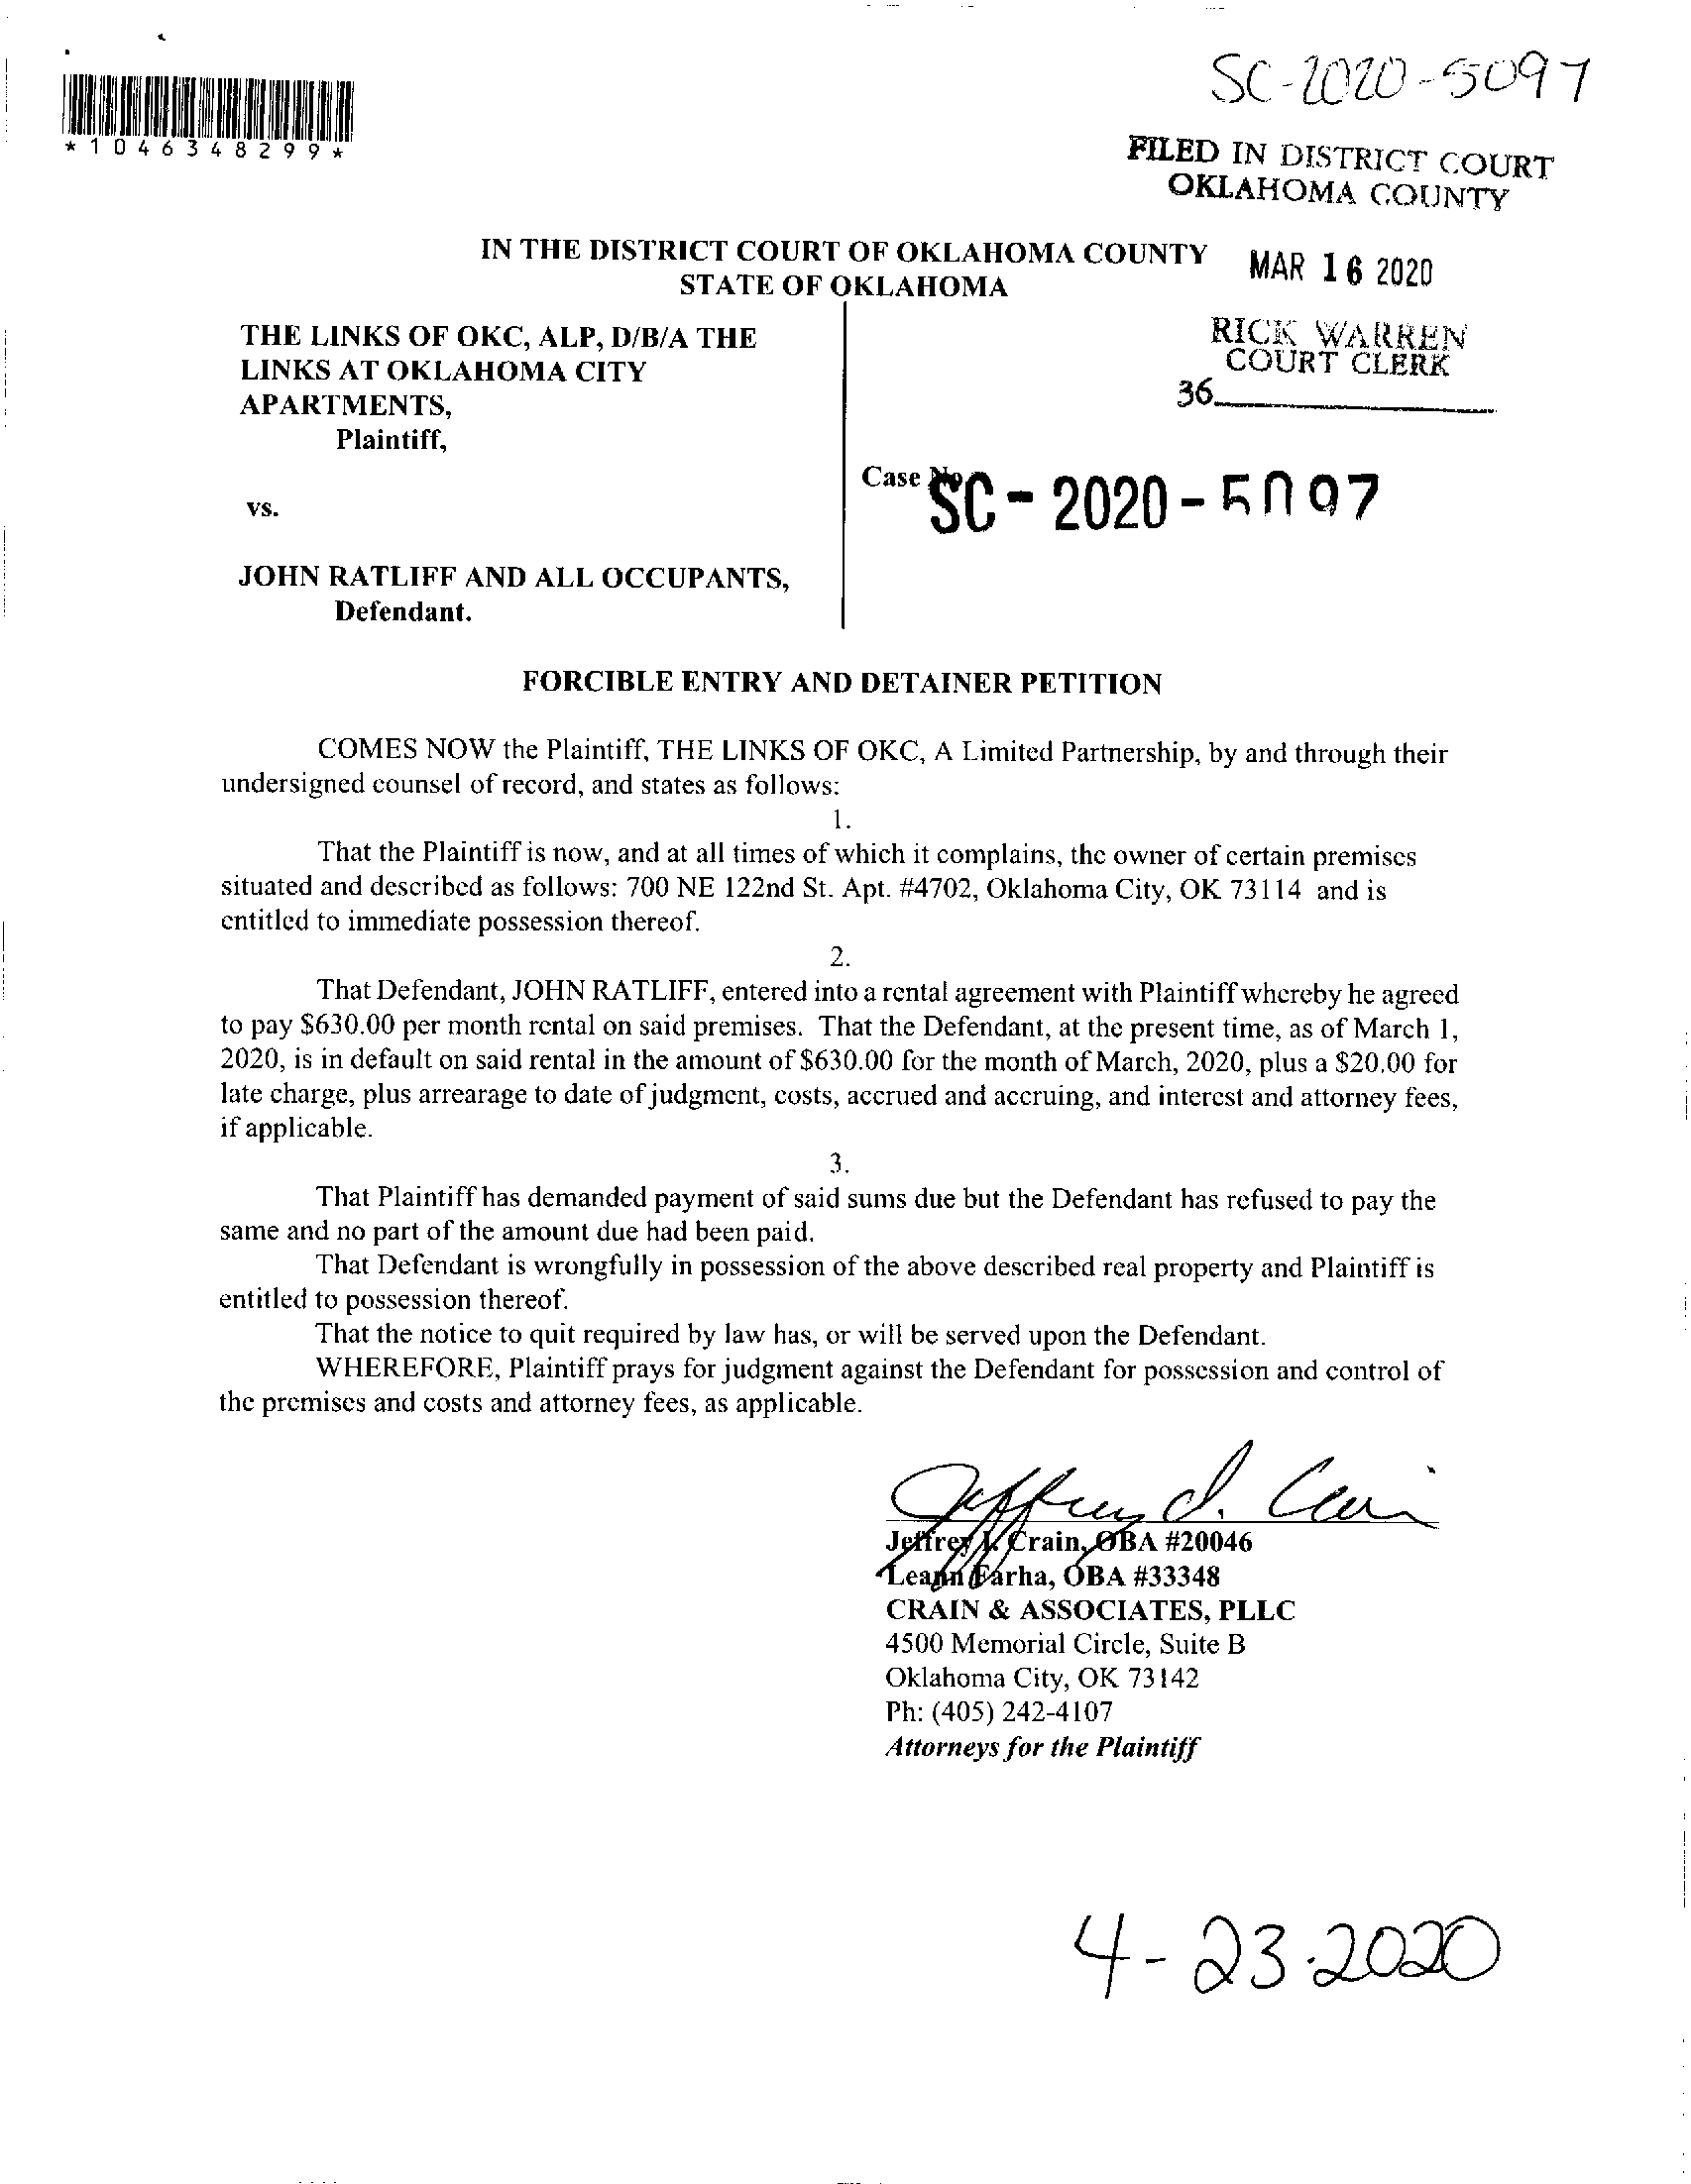 SC-2020-5097
*1046348299*
FILED IN DISTRICT COURT
OKLAHOMA COUNTY
IN THE DISTRICT COURT OF OKLAHOMA COUNTY
STATE OF OKLAHOMA
MAR 16 2020
THE LINKS OF OKC, ALP, D/B/A THE
LINKS AT OKLAHOMA CITY
APARTMENTS,
Plaintiff,
RICK WARREN
COURT CLERK
36
Case No.
SC-2020-5097
vs.
JOHN RATLIFF AND ALL OCCUPANTS,
Defendant.
FORCIBLE ENTRY AND DETAINER PETITION
COMES NOW the Plaintiff, THE LINKS OF OKC, A Limited Partnership, by and through their
undersigned counsel of record, and states as follows:
1.
That the Plaintiff is now, and at all times of which it complains, the owner of certain premises
situated and described as follows: 700 NE 122nd St. Apt. #4702, Oklahoma City, OK 73114 and is
entitled to immediate possession thereof.
2.
That Defendant, JOHN RATLIFF, entered into a rental agreement with Plaintiff whereby he agreed
to pay $630.00 per month rental on said premises. That the Defendant, at the present time, as of March 1,
2020, is in default on said rental in the amount of $630.00 for the month of March, 2020, plus a $20.00 for
late charge, plus arrearage to date of judgment, costs, accrued and accruing, and interest and attorney fees,
if applicable.
3.
That Plaintiff has demanded payment of said sums due but the Defendant has refused to pay the
same and no part of the amount due had been paid.
That Defendant is wrongfully in possession of the above described real property and Plaintiff is
entitled to possession thereof.
That the notice to quit required by law has, or will be served upon the Defendant.
WHEREFORE, Plaintiff prays for judgment against the Defendant for possession and control of
the premises and costs and attorney fees, as applicable.
Jeffrey I. Crain, OBA #20046
Leann Farha, OBA #33348
CRAIN & ASSOCIATES, PLLC
4500 Memorial Circle, Suite B
Oklahoma City, OK 73142
Ph: (405) 242-4107
Attorneys for the Plaintiff
4-23-2020